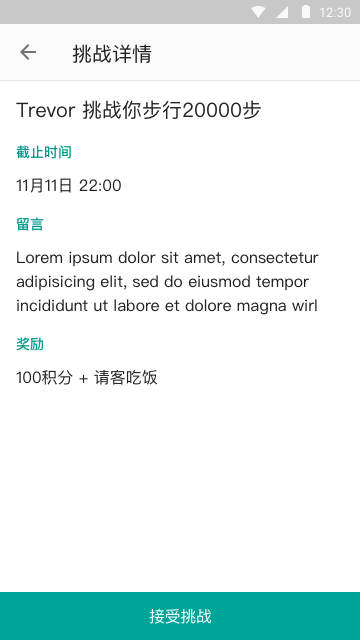 12:30
挑战详情
Trevor 挑战你步行20000步
截止时间
11月11日 22:00
留言
Lorem ipsum dolor sit amet, consectetur
adipisicing elit, sed do eiusmod tempor
incididunt ut labore et dolore magna wirl
奖励
100积分 + 请客吃饭
接受挑战